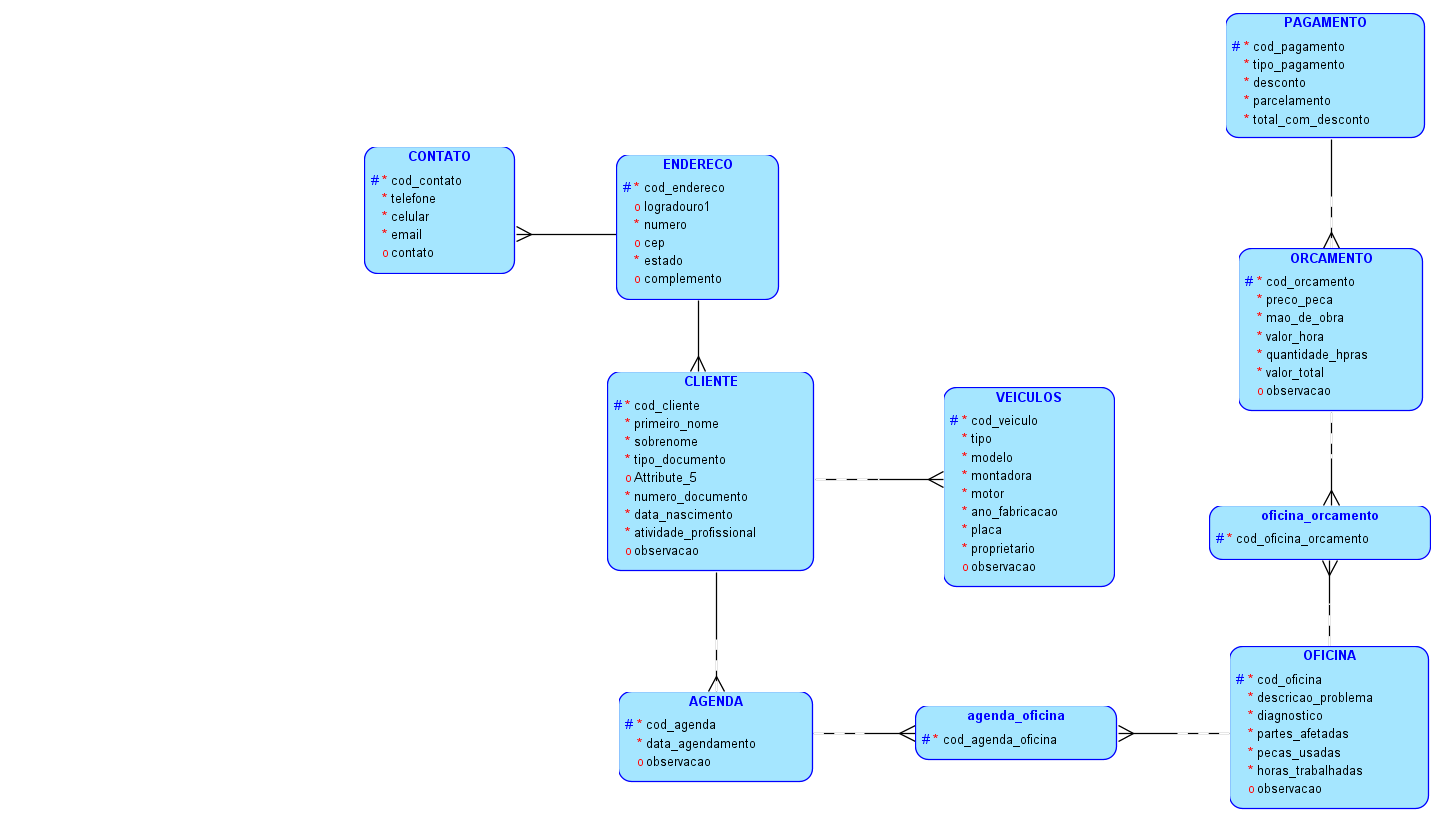 PAGAMENTO
#* cod_pagamento
* tipo_pagamento
* desconto
* parcelamento
* total_com_desconto
CONTATO
#* cod_contato
* telefone
* celular
* email
o contato
ENDERECO
#* cod_endereco
o logradouro1
* numero
o cep
* estado
o complemento
ORCAMENTO
#* cod_orcamento
* preco_peca
* mao_de_obra
* valor_hora
* quantidade_hpras
* valor_total
o observacao
CLIENTE
#* cod_cliente
* primeiro_nome
* sobrenome
* tipo_documento
o Attribute_5
* numero_documento
* data_nascimento
* atividade_profissional
o observacao
VEICULOS
#* cod_veiculo
* tipo
* modelo
* montadora
* motor
* ano_fabricacao
* placa
* proprietario
o observacao
oficina_orcamento
#* cod_oficina_orcamento
AGENDA
#* cod_agenda
* data_agendamento
o observacao
agenda_oficina
#* cod_agenda_oficina
OFICINA
#* cod_oficina
* descricao_problema
* diagnostico
* partes_afetadas
* pecas_usadas
* horas_trabalhadas
o observacao